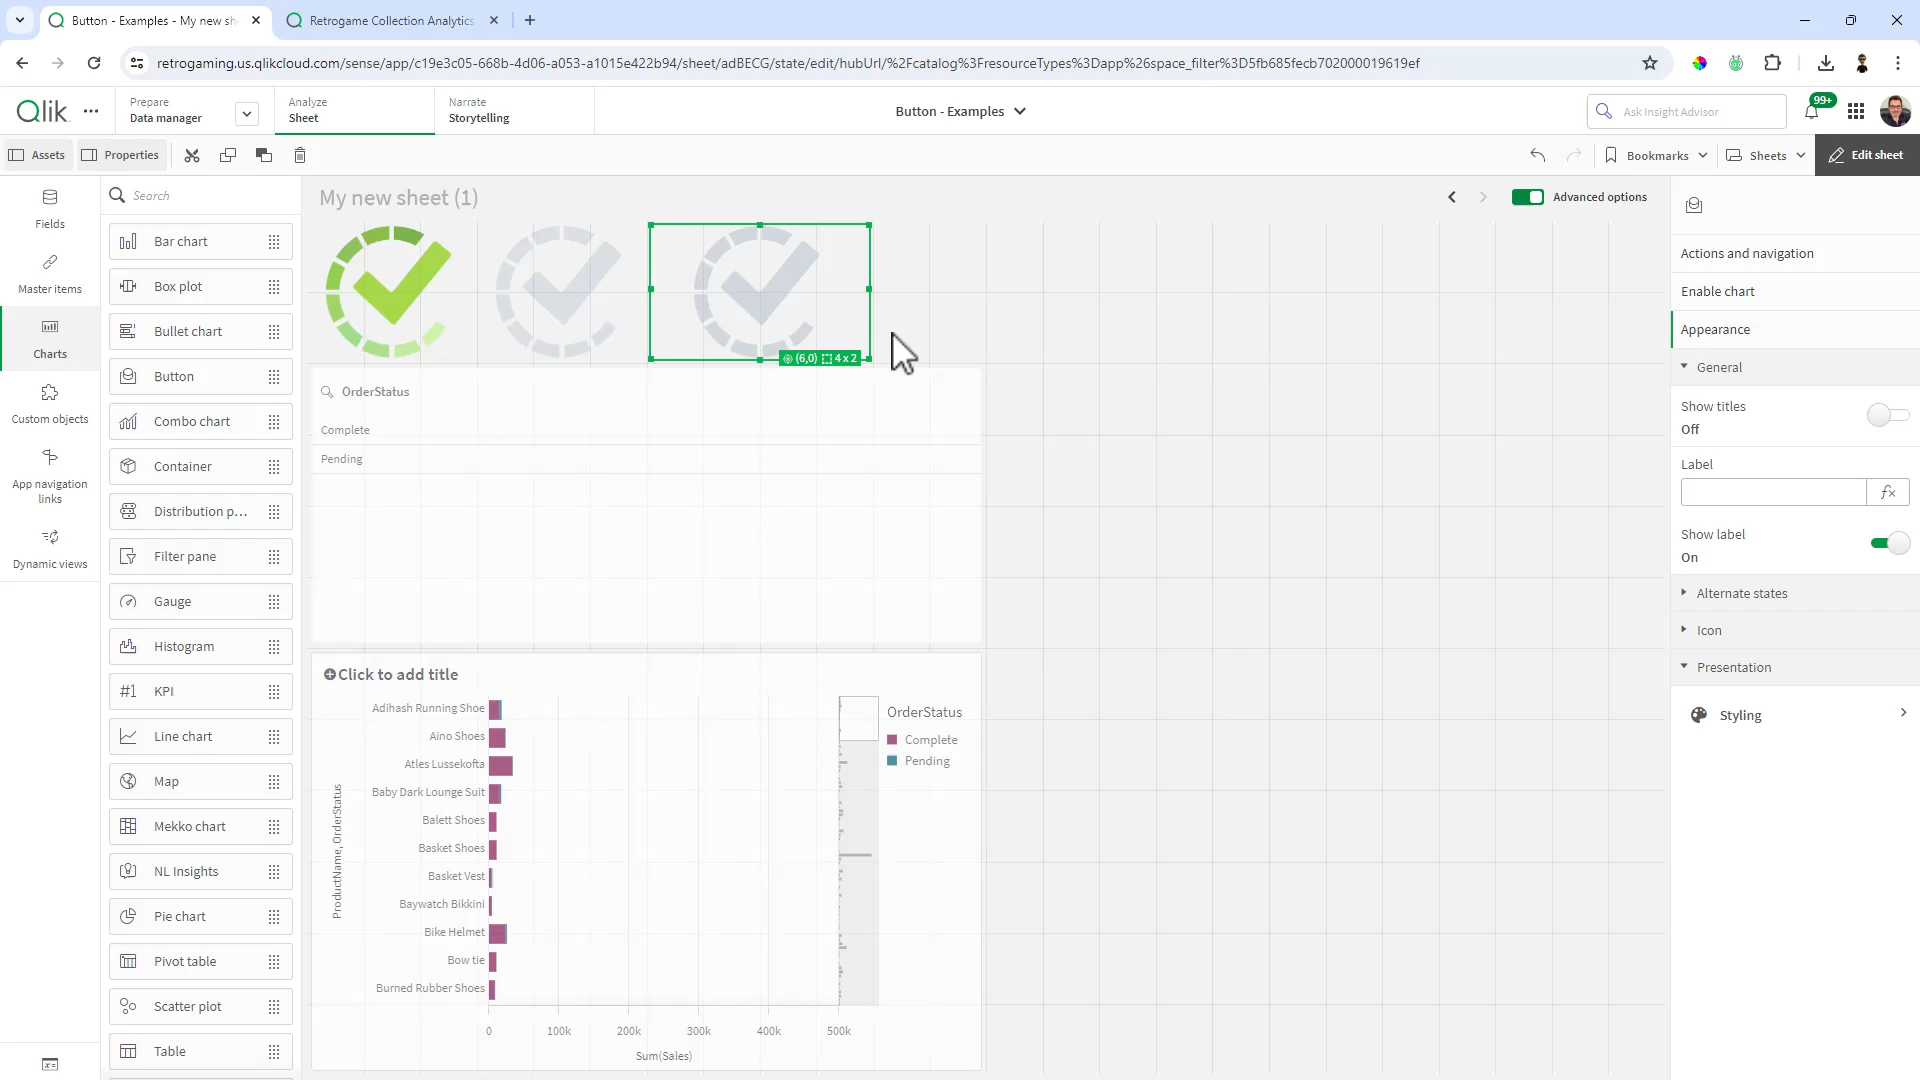 Button - Examples - My new sh
Retrogame Collection Analytics
retrogaming.us.qlikcloud.com/sense/app/c19e3c05-668b-4d06-a053-a1015e422b94/sheet/adBECG/state/edit/hubUrl/%2Fcatalog%3FresourceTypes%3Dapp%26space_filter%3D5fb685fecb702000019619ef
Qlik
Prepare
Data manager
Analyze
Sheet
Narrate
Storytelling
Button - Examples
Ask Insight Advisor
99+
Assets
Properties
Bookmarks
Sheets
Edit sheet
Fields
Master items
Charts
Custom objects
App navigation
links
Dynamic views
Search
Bar chart
Box plot
Bullet chart
Button
Combo chart
Container
Distribution p...
Filter pane
Gauge
Histogram
#1 KPI
Line chart
Map
Mekko chart
NL Insights
Pie chart
Pivot table
Scatter plot
Table
My new sheet (1)
Advanced options
(6,0) 4 x 2
OrderStatus
Complete
Pending
Click to add title
ProductName, OrderStatus
Adihash Running Shoe
Aino Shoes
Atles Lussekofta
Baby Dark Lounge Suit
Balett Shoes
Basket Shoes
Basket Vest
Baywatch Bikkini
Bike Helmet
Bow tie
Burned Rubber Shoes
0 100k 200k 300k 400k 500k
Sum(Sales)
OrderStatus
Complete
Pending
Actions and navigation
Enable chart
Appearance
General
Show titles
Off
Label
fx
Show label
On
Alternate states
Icon
Presentation
Styling